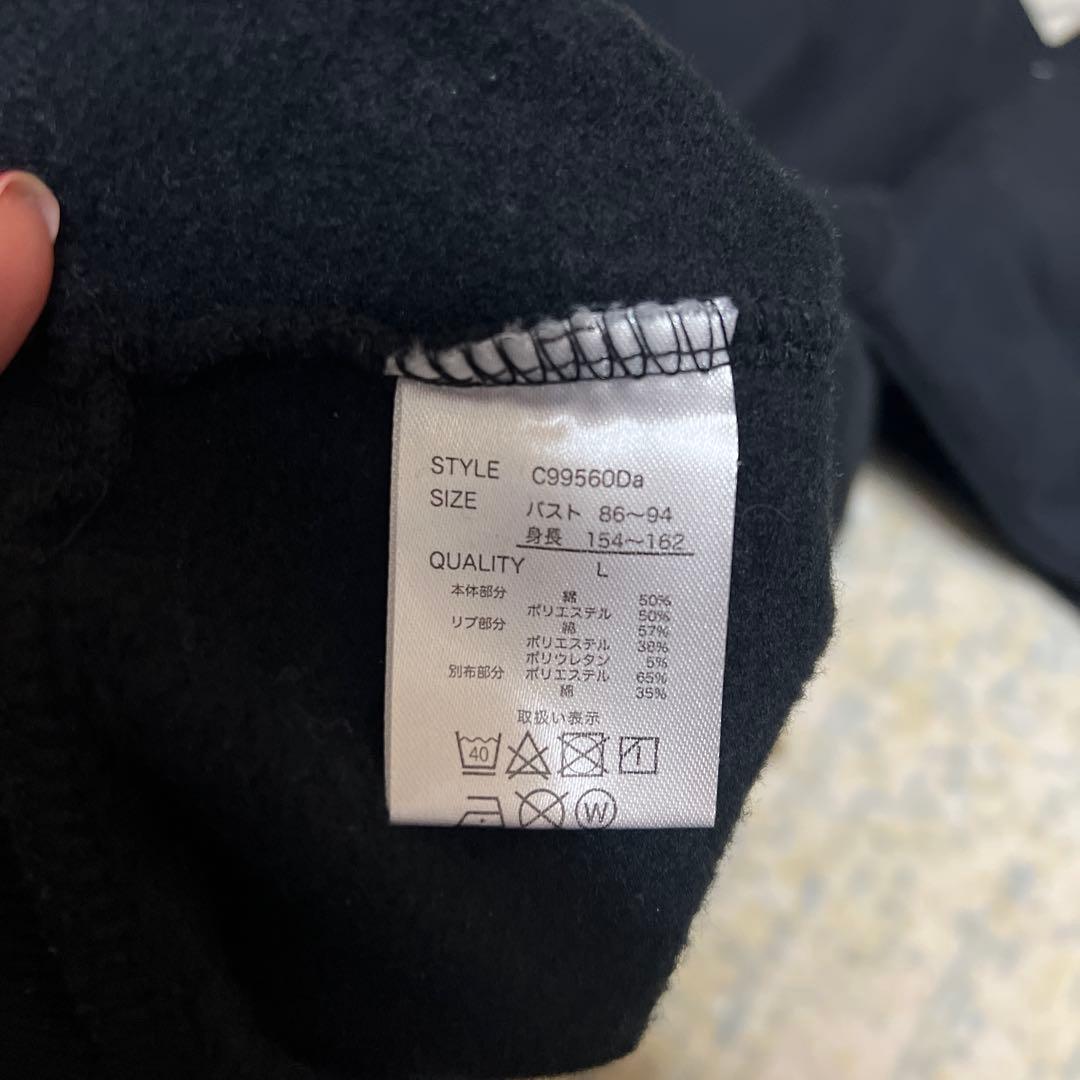 STYLE C99560Da
SIZE バスト 86〜94
身長 154〜162
QUALITY L
本体部分 綿 50%
ポリエステル 50%
リブ部分 綿 57%
ポリエステル 38%
ポリウレタン 5%
別布部分 ポリエステル 65%
綿 35%
取扱い表示
40
W